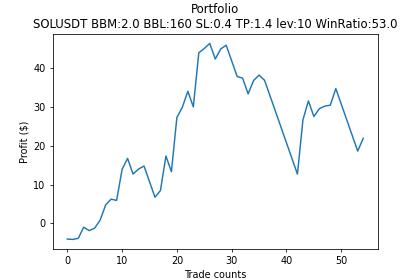 Portfolio
SOLUSDT BBM:2.0 BBL:160 SL:0.4 TP:1.4 lev:10 WinRatio:53.0
40
30
20
10
0
Profit ($)
0 10 20 30 40 50
Trade counts